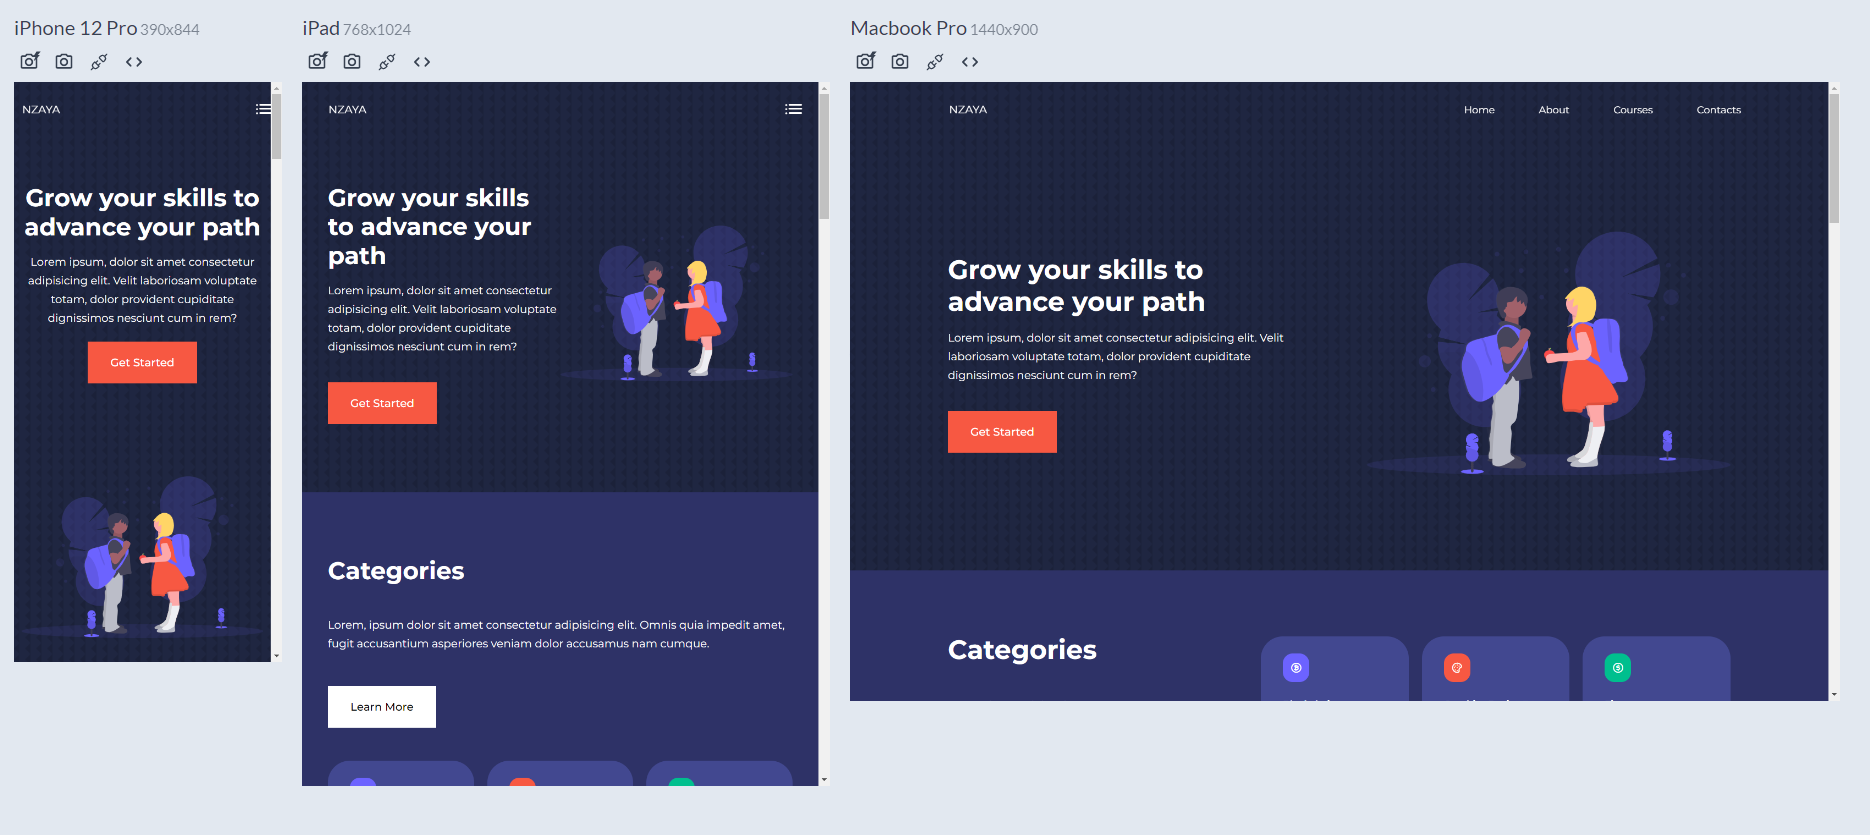 iPhone 12 Pro 390x844
NZAYA
Grow your skills to
advance your path
Lorem ipsum, dolor sit amet consectetur
adipisicing elit. Velit laboriosam voluptate
totam, dolor provident cupiditate
dignissimos nesciunt cum in rem?
Get Started
iPad 768x1024
NZAYA
Grow your skills
to advance your
path
Lorem ipsum, dolor sit amet consectetur
adipisicing elit. Velit laboriosam voluptate
totam, dolor provident cupiditate
dignissimos nesciunt cum in rem?
Get Started
Categories
Lorem, ipsum dolor sit amet consectetur adipisicing elit. Omnis quia impedit amet,
fugit accusantium asperiores veniam dolor accusamus nam cumque.
Learn More
Macbook Pro 1440x900
NZAYA
Home About Courses Contacts
Grow your skills to
advance your path
Lorem ipsum, dolor sit amet consectetur adipisicing elit. Velit
laboriosam voluptate totam, dolor provident cupiditate
dignissimos nesciunt cum in rem?
Get Started
Categories